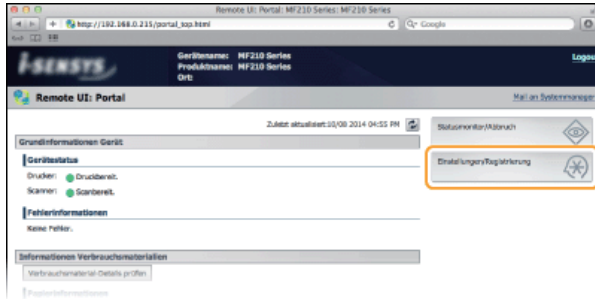 Remote UI: Portal: MF210 Series: MF210 Series
http://192.168.0.215/portal_top.html
Google
i-SENSYS
Gerätename: MF210 Series
Produktname: MF210 Series
Ort:
Logou
Remote UI: Portal
Mail an Systemmanager
Zuletzt aktualisiert:10/08 2014 04:55 PM
Grundinformationen Gerät
Gerätestatus
Drucker: Druckbereit.
Scanner: Scanbereit.
Fehlerinformationen
Keine Fehler.
Informationen Verbrauchsmaterialien
Verbrauchsmaterial-Details prüfen
Papierinformationen
Statusmonitor/Abbruch
Einstellungen/Registrierung